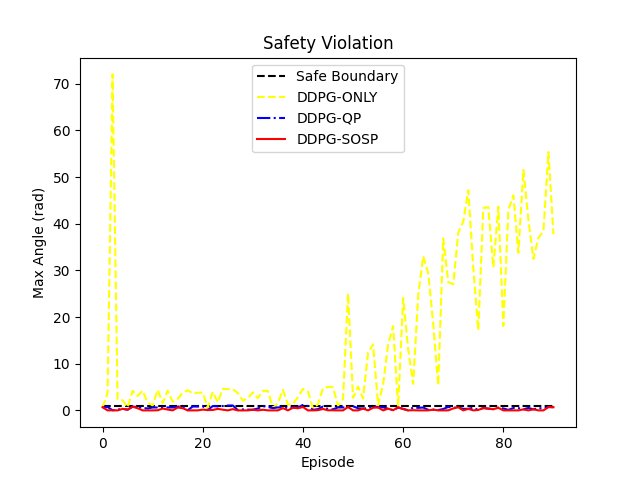 Safety Violation
Safe Boundary
DDPG-ONLY
DDPG-QP
DDPG-SOSP
Max Angle (rad)
70
60
50
40
30
20
10
0
0 20 40 60 80
Episode